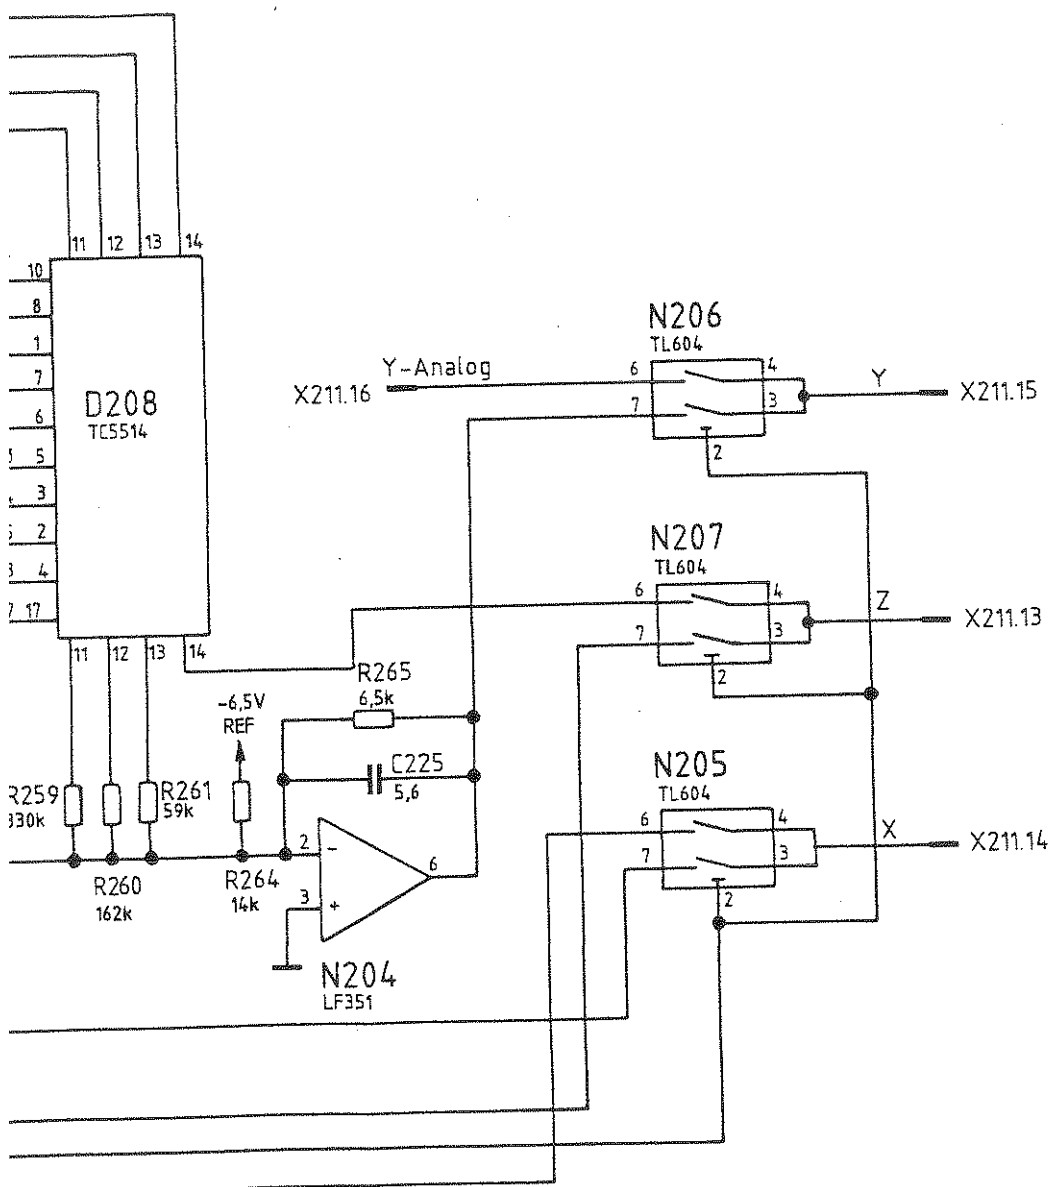 11 12 13 14
10
8
1
7
6
5
3
2
4
17
D208
TC5514
11 12 13 14
N206
TL604
Y-Analog
X211.16
6
7
4
3
2
Y
X211.15
N207
TL604
6
7
4
3
2
Z
X211.13
R265
6,5k
-6,5V
REF
C225
5,6
R259
330k
R260
162k
R261
59k
R264
14k
2
-
3
+
6
N204
LF351
N205
TL604
6
7
4
3
2
X
X211.14